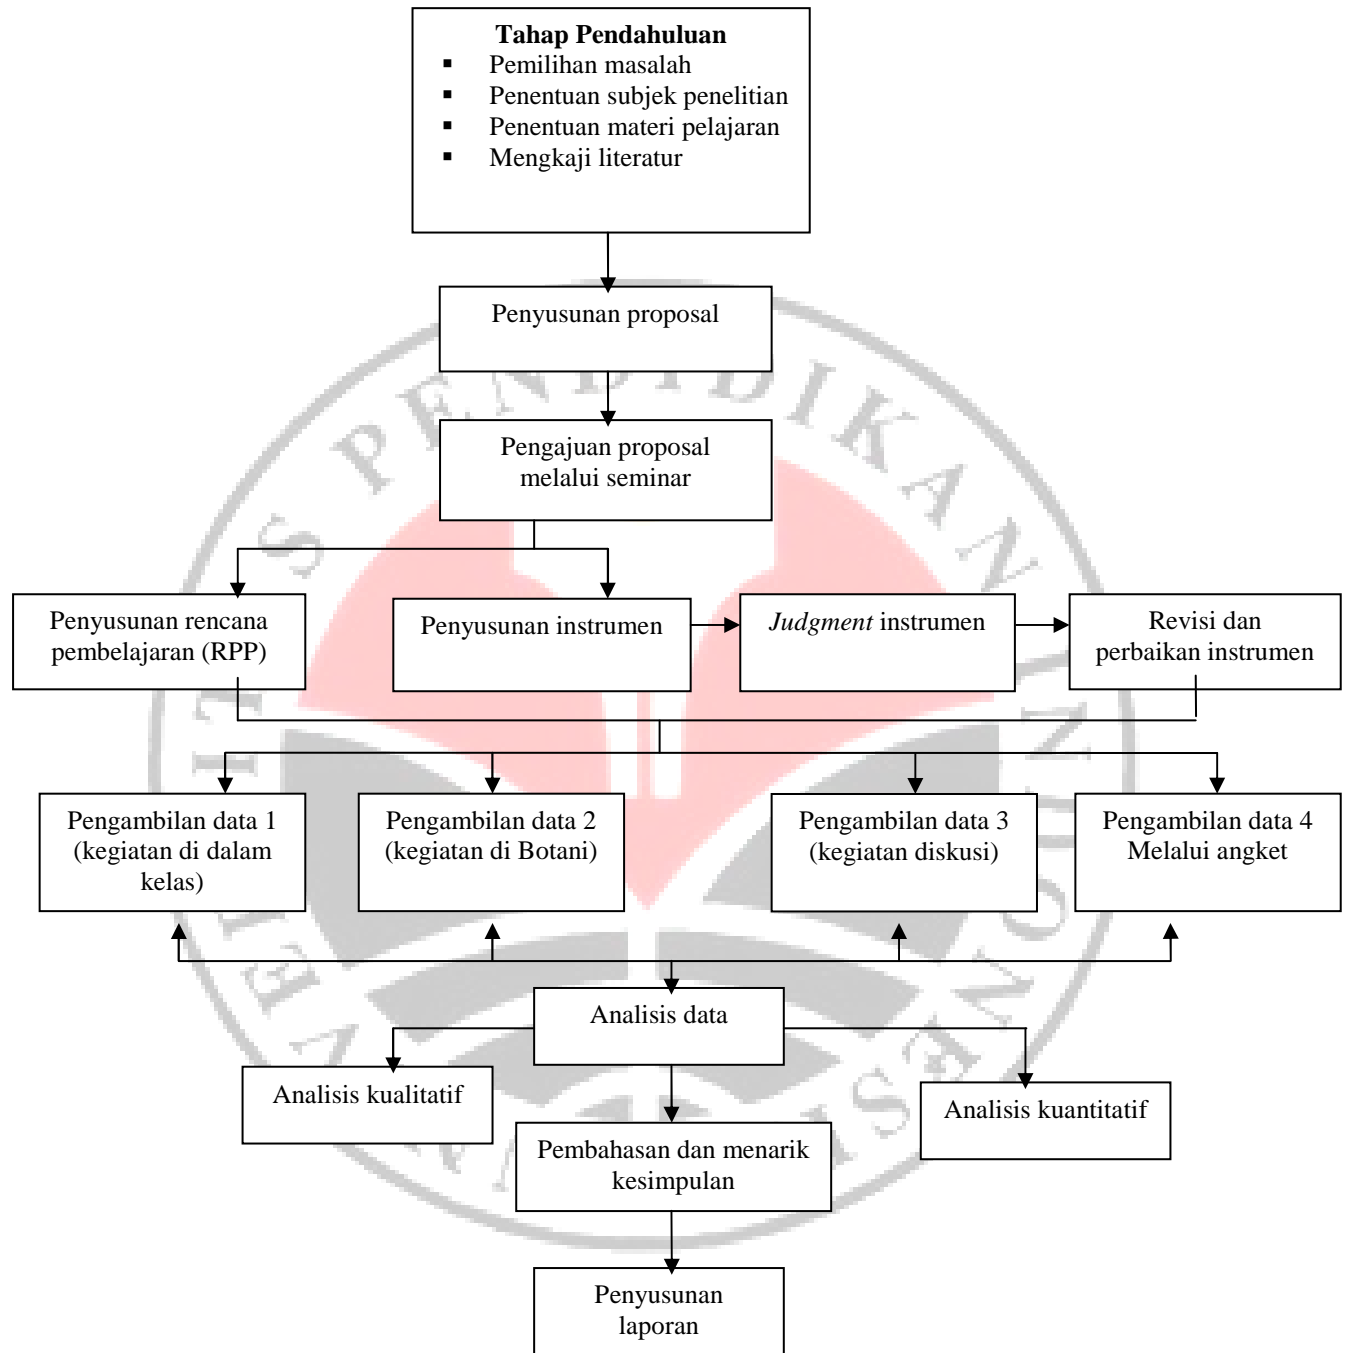 Tahap Pendahuluan
▪ Pemilihan masalah
▪ Penentuan subjek penelitian
▪ Penentuan materi pelajaran
▪ Mengkaji literatur
Penyusunan proposal
Pengajuan proposal
melalui seminar
Penyusunan rencana
pembelajaran (RPP)
Penyusunan instrumen
Judgment instrumen
Revisi dan
perbaikan instrumen
Pengambilan data 1
(kegiatan di dalam
kelas)
Pengambilan data 2
(kegiatan di Botani)
Pengambilan data 3
(kegiatan diskusi)
Pengambilan data 4
Melalui angket
Analisis data
Analisis kualitatif
Analisis kuantitatif
Pembahasan dan menarik
kesimpulan
Penyusunan
laporan
PENDIDIKAN